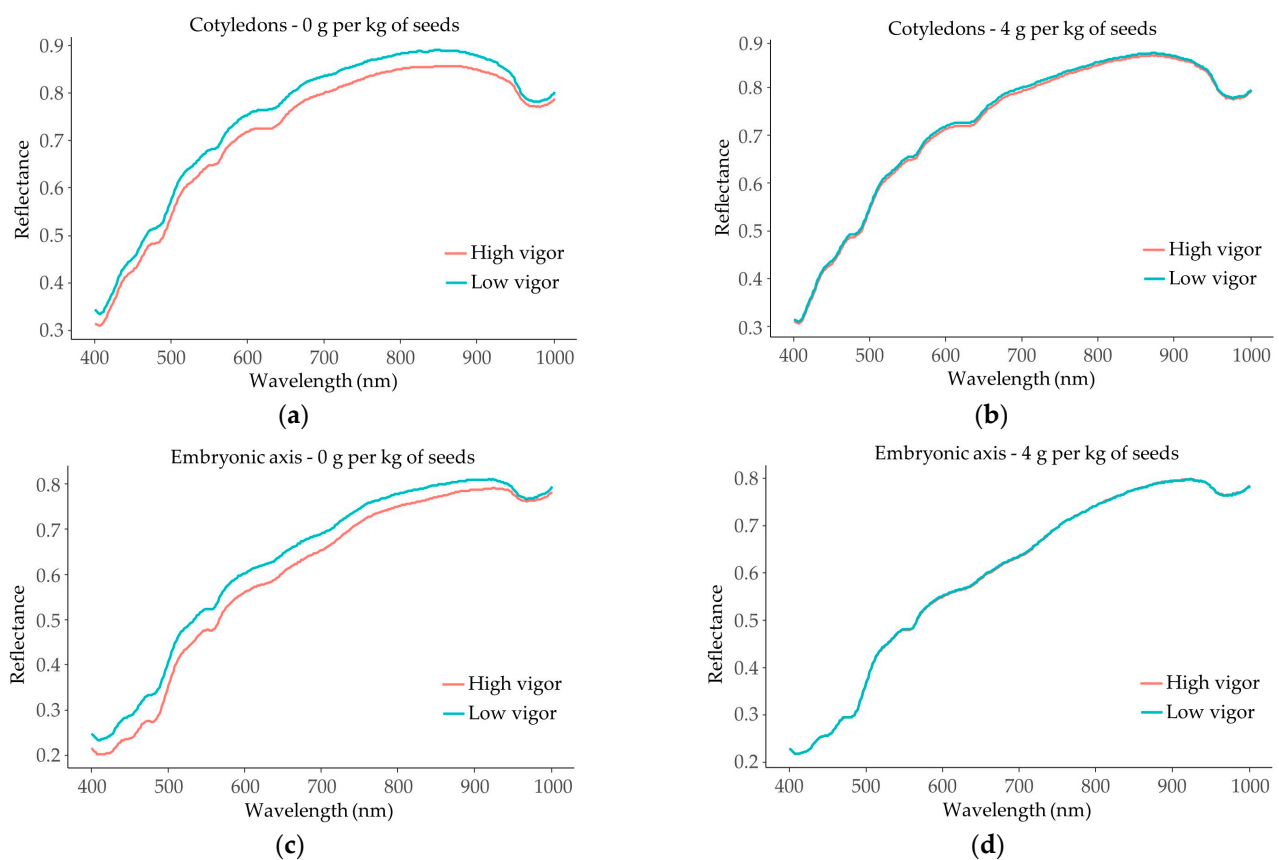 Cotyledons - 0 g per kg of seeds
0.9
0.8
0.7
0.6
0.5
0.4
0.3
Reflectance
High vigor
Low vigor
400 500 600 700 800 900 1000
Wavelength (nm)
(a)
Cotyledons - 4 g per kg of seeds
0.9
0.8
0.7
0.6
0.5
0.4
0.3
Reflectance
High vigor
Low vigor
400 500 600 700 800 900 1000
Wavelength (nm)
(b)
Embryonic axis - 0 g per kg of seeds
0.8
0.7
0.6
0.5
0.4
0.3
0.2
Reflectance
High vigor
Low vigor
400 500 600 700 800 900 1000
Wavelength (nm)
(c)
Embryonic axis - 4 g per kg of seeds
0.8
0.7
0.6
0.5
0.4
0.3
0.2
Reflectance
High vigor
Low vigor
400 500 600 700 800 900 1000
Wavelength (nm)
(d)